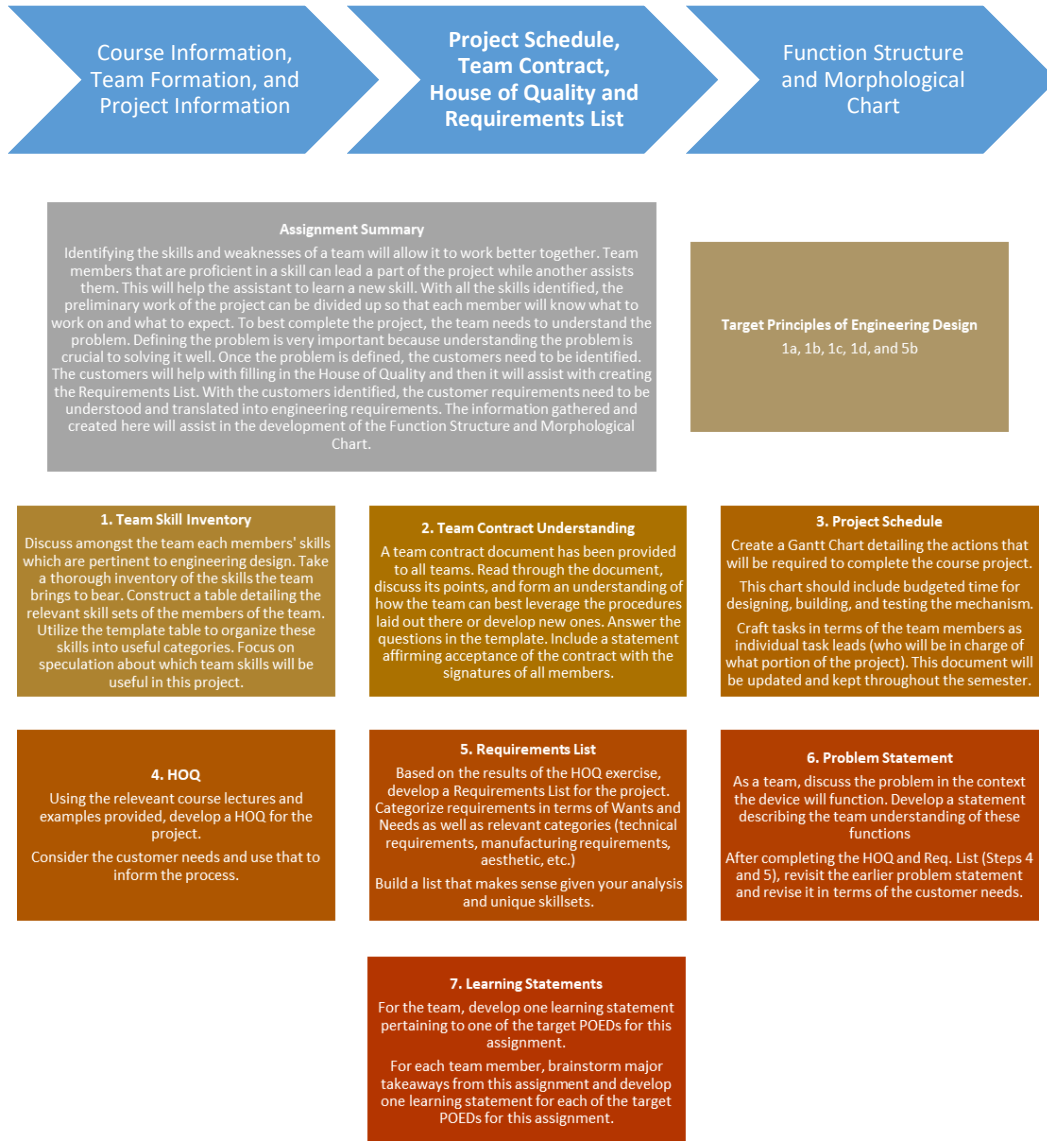 Course Information,
Team Formation, and
Project Information
Project Schedule,
Team Contract,
House of Quality and
Requirements List
Function Structure
and Morphological
Chart
Assignment Summary
Identifying the skills and weaknesses of a team will allow it to work better together. Team
members that are proficient in a skill can lead a part of the project while another assists
them. This will help the assistant to learn a new skill. With all the skills identified, the
preliminary work of the project can be divided up so that each member will know what to
work on and what to expect. To best complete the project, the team needs to understand the
problem. Defining the problem is very important because understanding the problem is
crucial to solving it well. Once the problem is defined, the customers need to be identified.
The customers will help with filling in the House of Quality and then it will assist with creating
the Requirements List. With the customers identified, the customer requirements need to be
understood and translated into engineering requirements. The information gathered and
created here will assist in the development of the Function Structure and Morphological
Chart.
Target Principles of Engineering Design
1a, 1b, 1c, 1d, and 5b
1. Team Skill Inventory
Discuss amongst the team each members' skills
which are pertinent to engineering design. Take
a thorough inventory of the skills the team
brings to bear. Construct a table detailing the
relevant skill sets of the members of the team.
Utilize the template table to organize these
skills into useful categories. Focus on
speculation about which team skills will be
useful in this project.
2. Team Contract Understanding
A team contract document has been provided
to all teams. Read through the document,
discuss its points, and form an understanding of
how the team can best leverage the procedures
laid out there or develop new ones. Answer the
questions in the template. Include a statement
affirming acceptance of the contract with the
signatures of all members.
3. Project Schedule
Create a Gantt Chart detailing the actions that
will be required to complete the course project.
This chart should include budgeted time for
designing, building, and testing the mechanism.
Craft tasks in terms of the team members as
individual task leads (who will be in charge of
what portion of the project). This document will
be updated and kept throughout the semester.
4. HOQ
Using the releveant course lectures and
examples provided, develop a HOQ for the
project.
Consider the customer needs and use that to
inform the process.
5. Requirements List
Based on the results of the HOQ exercise,
develop a Requirements List for the project.
Categorize requirements in terms of Wants and
Needs as well as relevant categories (technical
requirements, manufacturing requirements,
aesthetic, etc.)
Build a list that makes sense given your analysis
and unique skillsets.
6. Problem Statement
As a team, discuss the problem in the context
the device will function. Develop a statement
describing the team understanding of these
functions
After completing the HOQ and Req. List (Steps 4
and 5), revisit the earlier problem statement
and revise it in terms of the customer needs.
7. Learning Statements
For the team, develop one learning statement
pertaining to one of the target POEDs for this
assignment.
For each team member, brainstorm major
takeaways from this assignment and develop
one learning statement for each of the target
POEDs for this assignment.